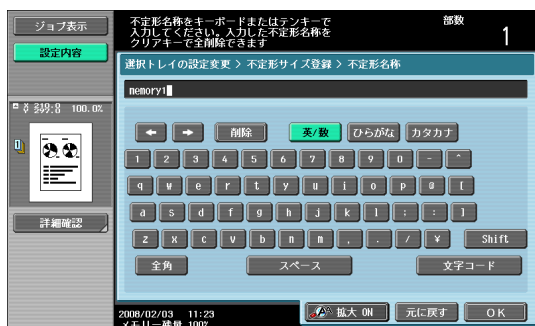 ジョブ表示
設定内容
不定形名称をキーボードまたはテンキーで
入力してください。入力した不定形名称を
クリアキーで全削除できます
部数
1
選択トレイの設定変更 > 不定形サイズ登録 > 不定形名称
memory1
100.0%
← → 削除 英/数 ひらがな カタカナ
1 2 3 4 5 6 7 8 9 0 - ^
q w e r t y u i o p @ [
a s d f g h j k l ; : ]
z x c v b n m , . / ¥ Shift
全角 スペース 文字コード
詳細確認
2008/02/03 11:23
メモリー残量 100%
拡大 ON 元に戻す OK